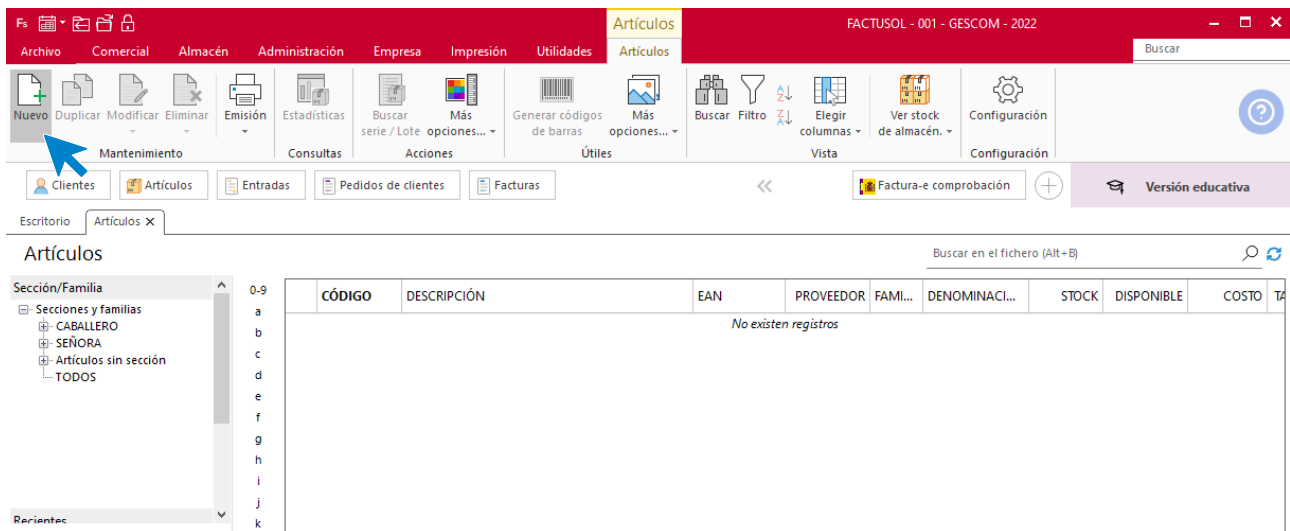 Fs
Artículos
FACTUSOL - 001 - GESCOM - 2022
Archivo Comercial Almacén Administración Empresa Impresión Utilidades Artículos Buscar
Nuevo Duplicar Modificar Eliminar Emisión Estadísticas Buscar serie / Lote Más opciones... Generar códigos de barras Más opciones... Buscar Filtro Elegir columnas Ver stock de almacén. Configuración
Mantenimiento Consultas Acciones Útiles Vista Configuración
Clientes Artículos Entradas Pedidos de clientes Facturas Factura-e comprobación Versión educativa
Escritorio Artículos
Artículos Buscar en el fichero (Alt+B)
Sección/Familia
Secciones y familias
CABALLERO
SEÑORA
Artículos sin sección
TODOS
Recientes
0-9
a
b
c
d
e
f
g
h
i
j
k
CÓDIGO DESCRIPCIÓN EAN PROVEEDOR FAMI... DENOMINACI... STOCK DISPONIBLE COSTO TA
No existen registros